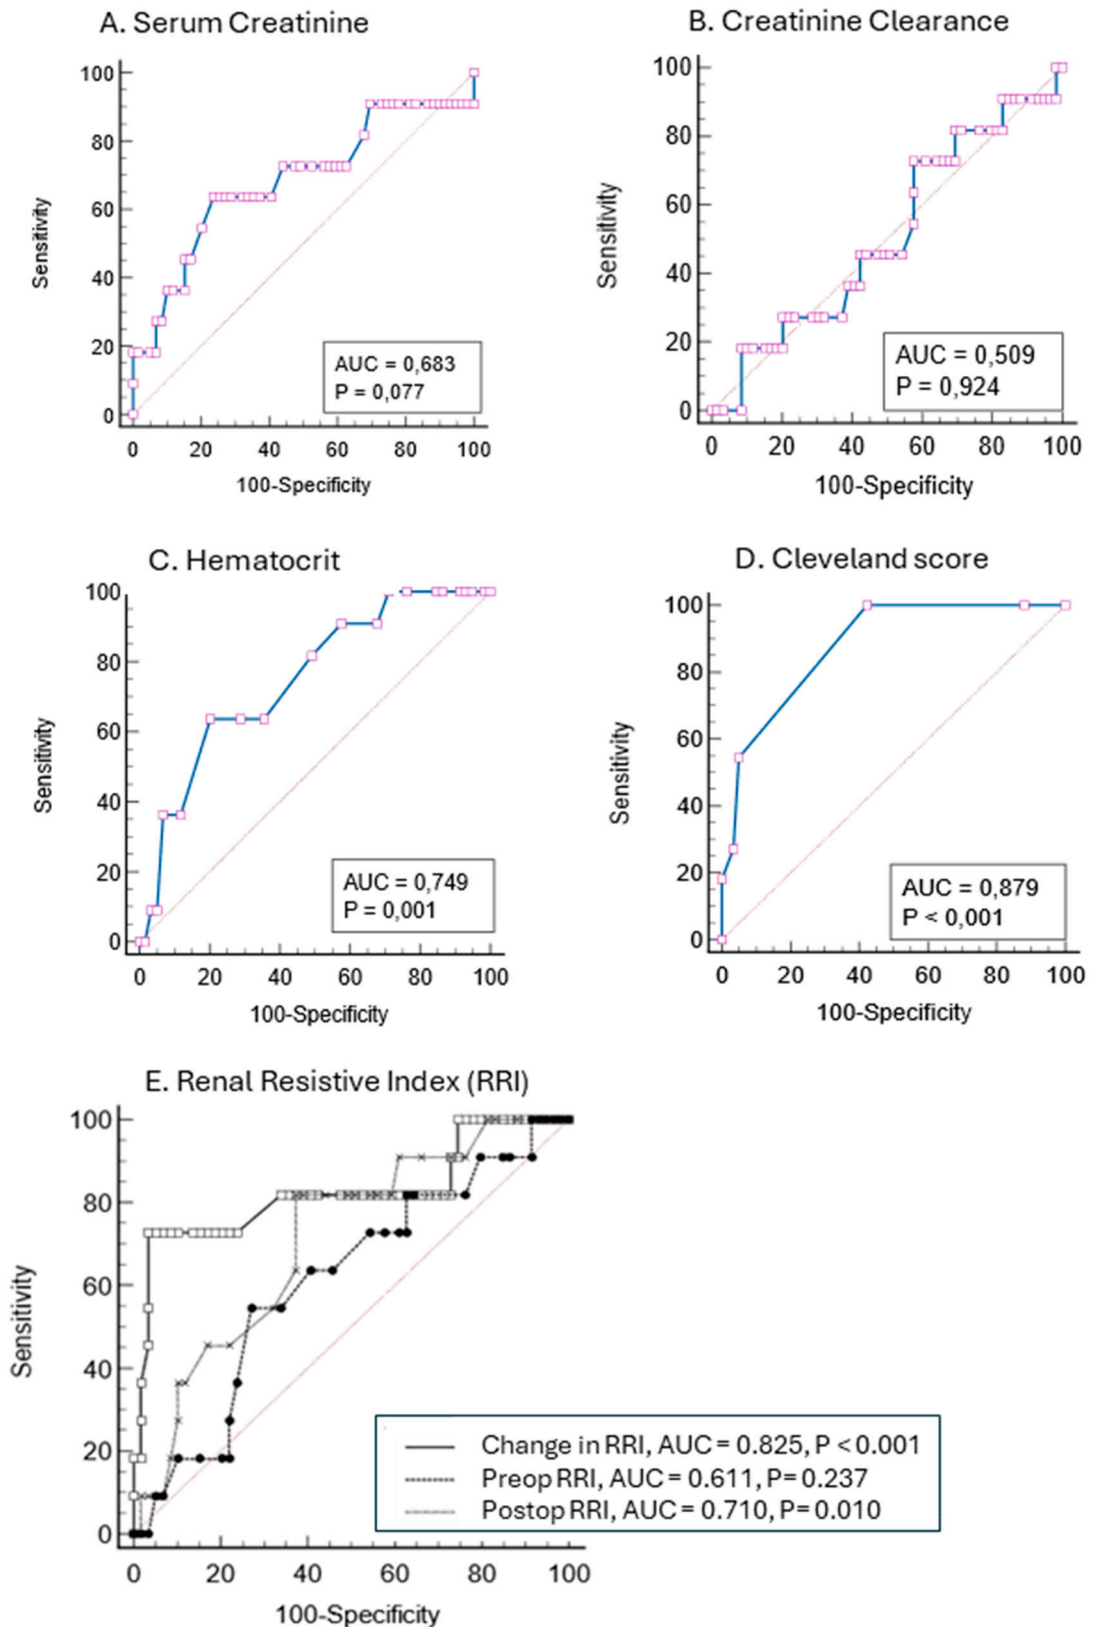 A. Serum Creatinine
100
80
60
40
20
0
Sensitivity
0 20 40 60 80 100
100-Specificity
AUC = 0,683
P = 0,077
B. Creatinine Clearance
100
80
60
40
20
0
Sensitivity
0 20 40 60 80 100
100-Specificity
AUC = 0,509
P = 0,924
C. Hematocrit
100
80
60
40
20
0
Sensitivity
0 20 40 60 80 100
100-Specificity
AUC = 0,749
P = 0,001
D. Cleveland score
100
80
60
40
20
0
Sensitivity
0 20 40 60 80 100
100-Specificity
AUC = 0,879
P < 0,001
E. Renal Resistive Index (RRI)
100
80
60
40
20
0
Sensitivity
0 20 40 60 80 100
100-Specificity
Change in RRI, AUC = 0.825, P < 0.001
Preop RRI, AUC = 0.611, P= 0.237
Postop RRI, AUC = 0.710, P= 0.010